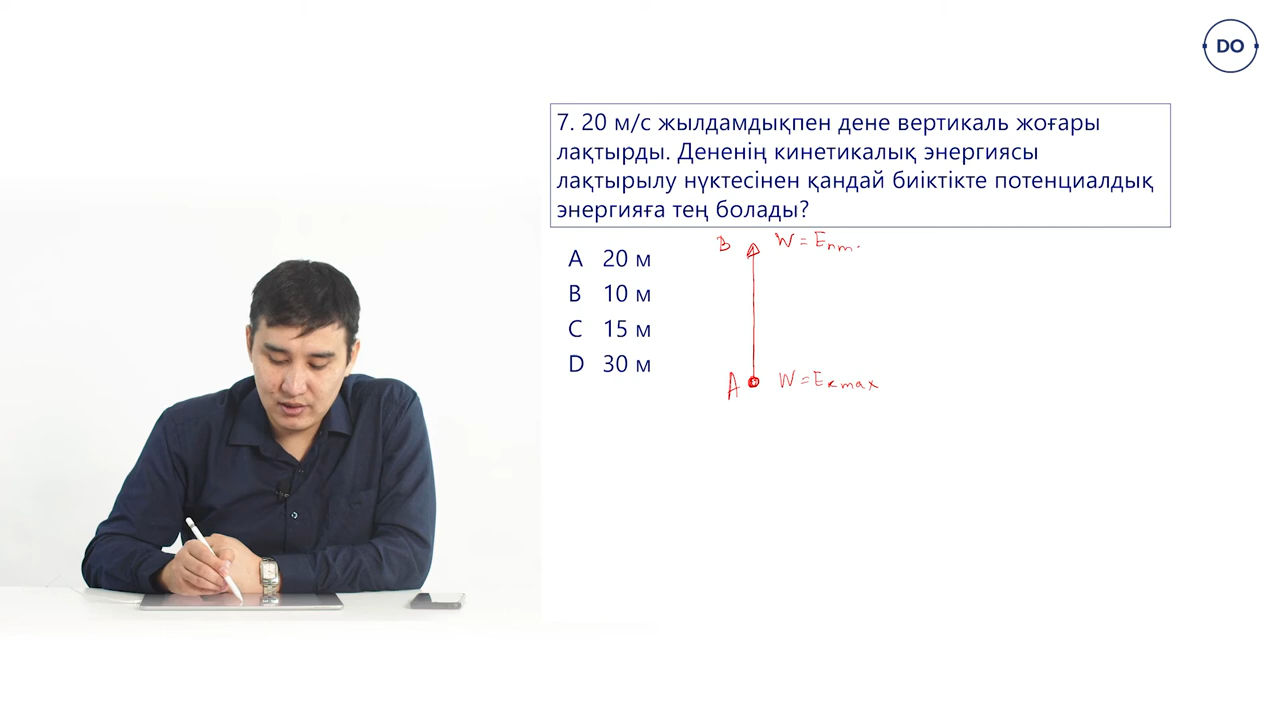 DO
7. 20 м/с жылдамдықпен дене вертикаль жоғары
лақтырды. Дененің кинетикалық энергиясы
лақтырылу нүктесінен қандай биіктікте потенциалдық
энергияға тең болады?
A 20 м
B 10 м
C 15 м
D 30 м
B W = Eпт.
A W = Eкmax